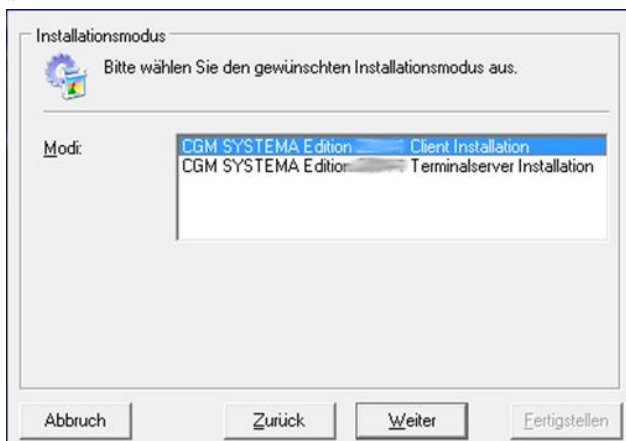 Installationsmodus
Bitte wählen Sie den gewünschten Installationsmodus aus.
Modi:
CGM SYSTEMA Edition Client Installation
CGM SYSTEMA Edition Terminalserver Installation
Abbruch
Zurück
Weiter
Fertigstellen